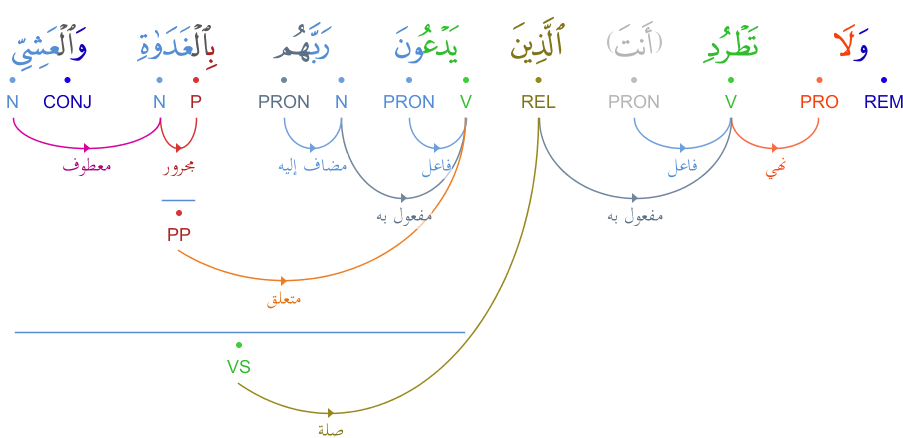 وَلَا تَطْرُدِ (أَنتَ) ٱلَّذِينَ يَدْعُونَ رَبَّهُم بِٱلْغَدَوٰةِ وَٱلْعَشِىِّ
REM PRO V PRON REL V PRON N PRON P N CONJ N
نهي فاعل فاعل مضاف إليه مجرور معطوف
مفعول به مفعول به
PP
متعلق
VS
صلة